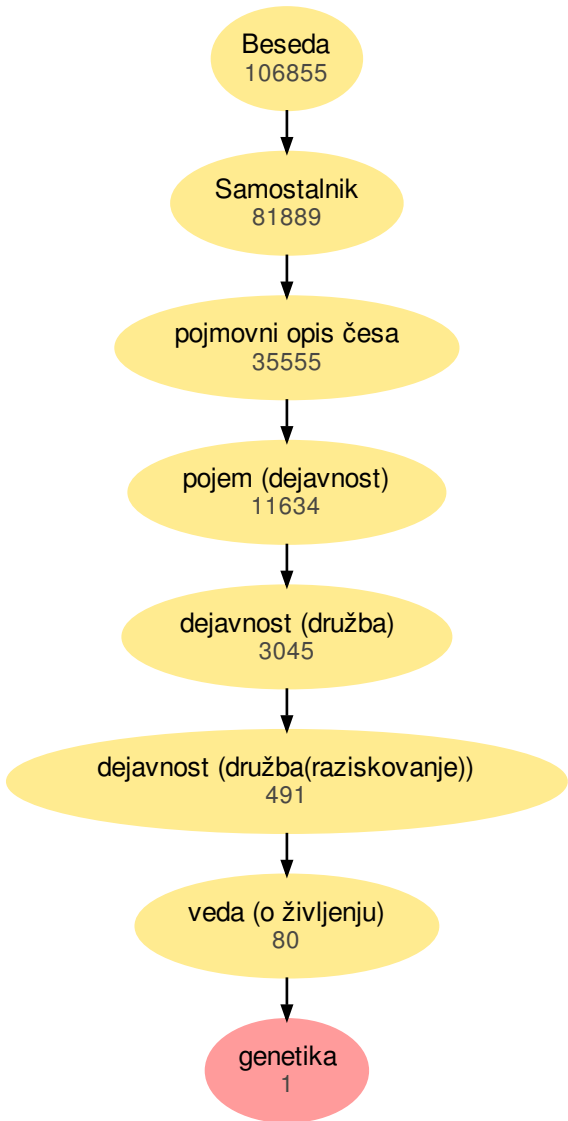 Beseda
106855
Samostalnik
81889
pojmovni opis česa
35555
pojem (dejavnost)
11634
dejavnost (družba)
3045
dejavnost (družba(raziskovanje))
491
veda (o življenju)
80
genetika
1